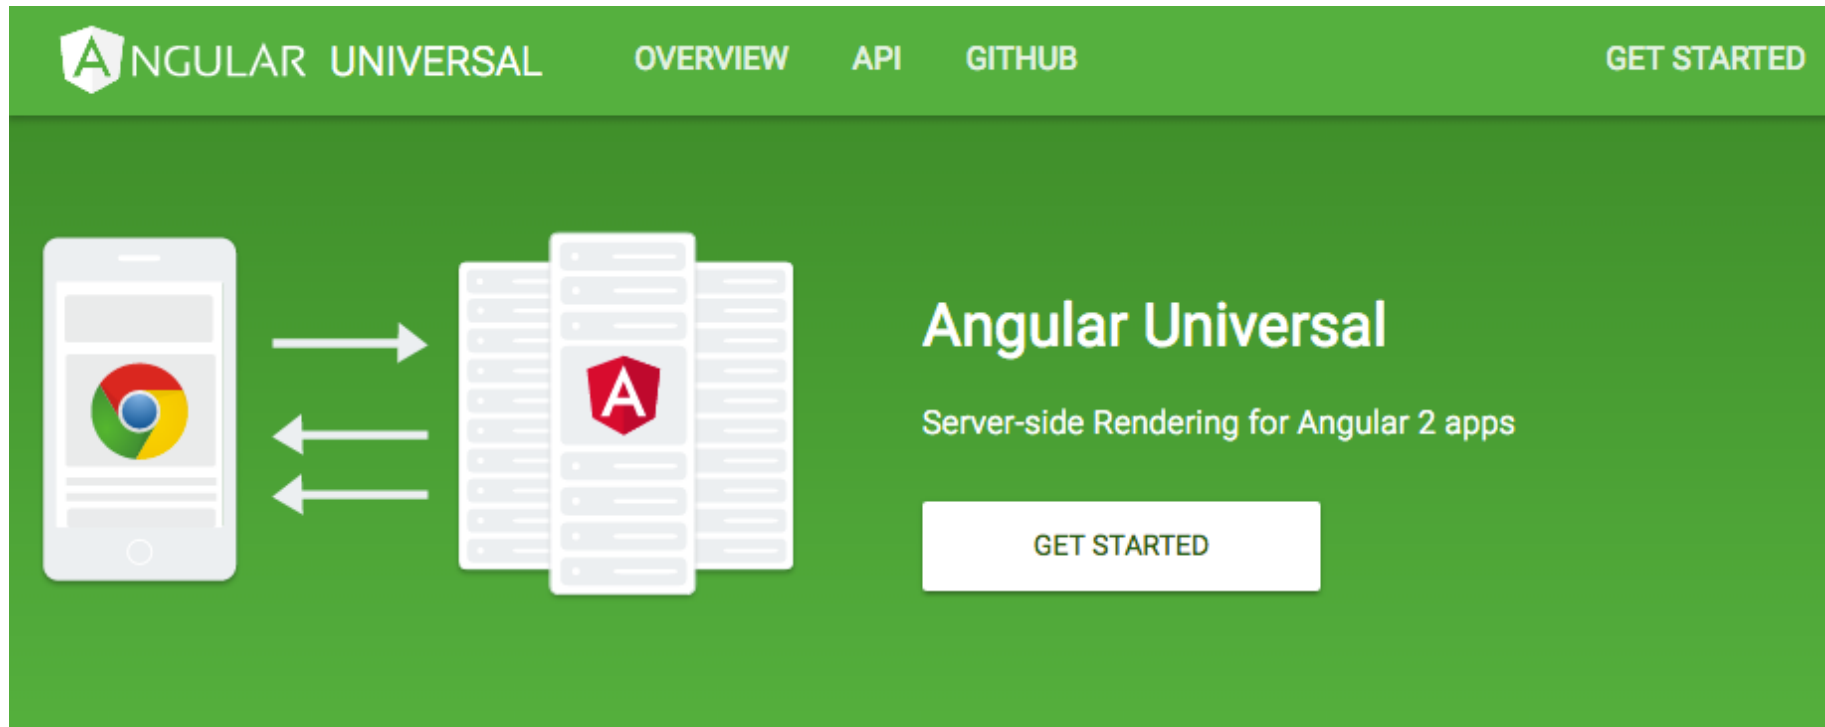 ANGULAR UNIVERSAL OVERVIEW API GITHUB GET STARTED
Angular Universal
Server-side Rendering for Angular 2 apps
GET STARTED